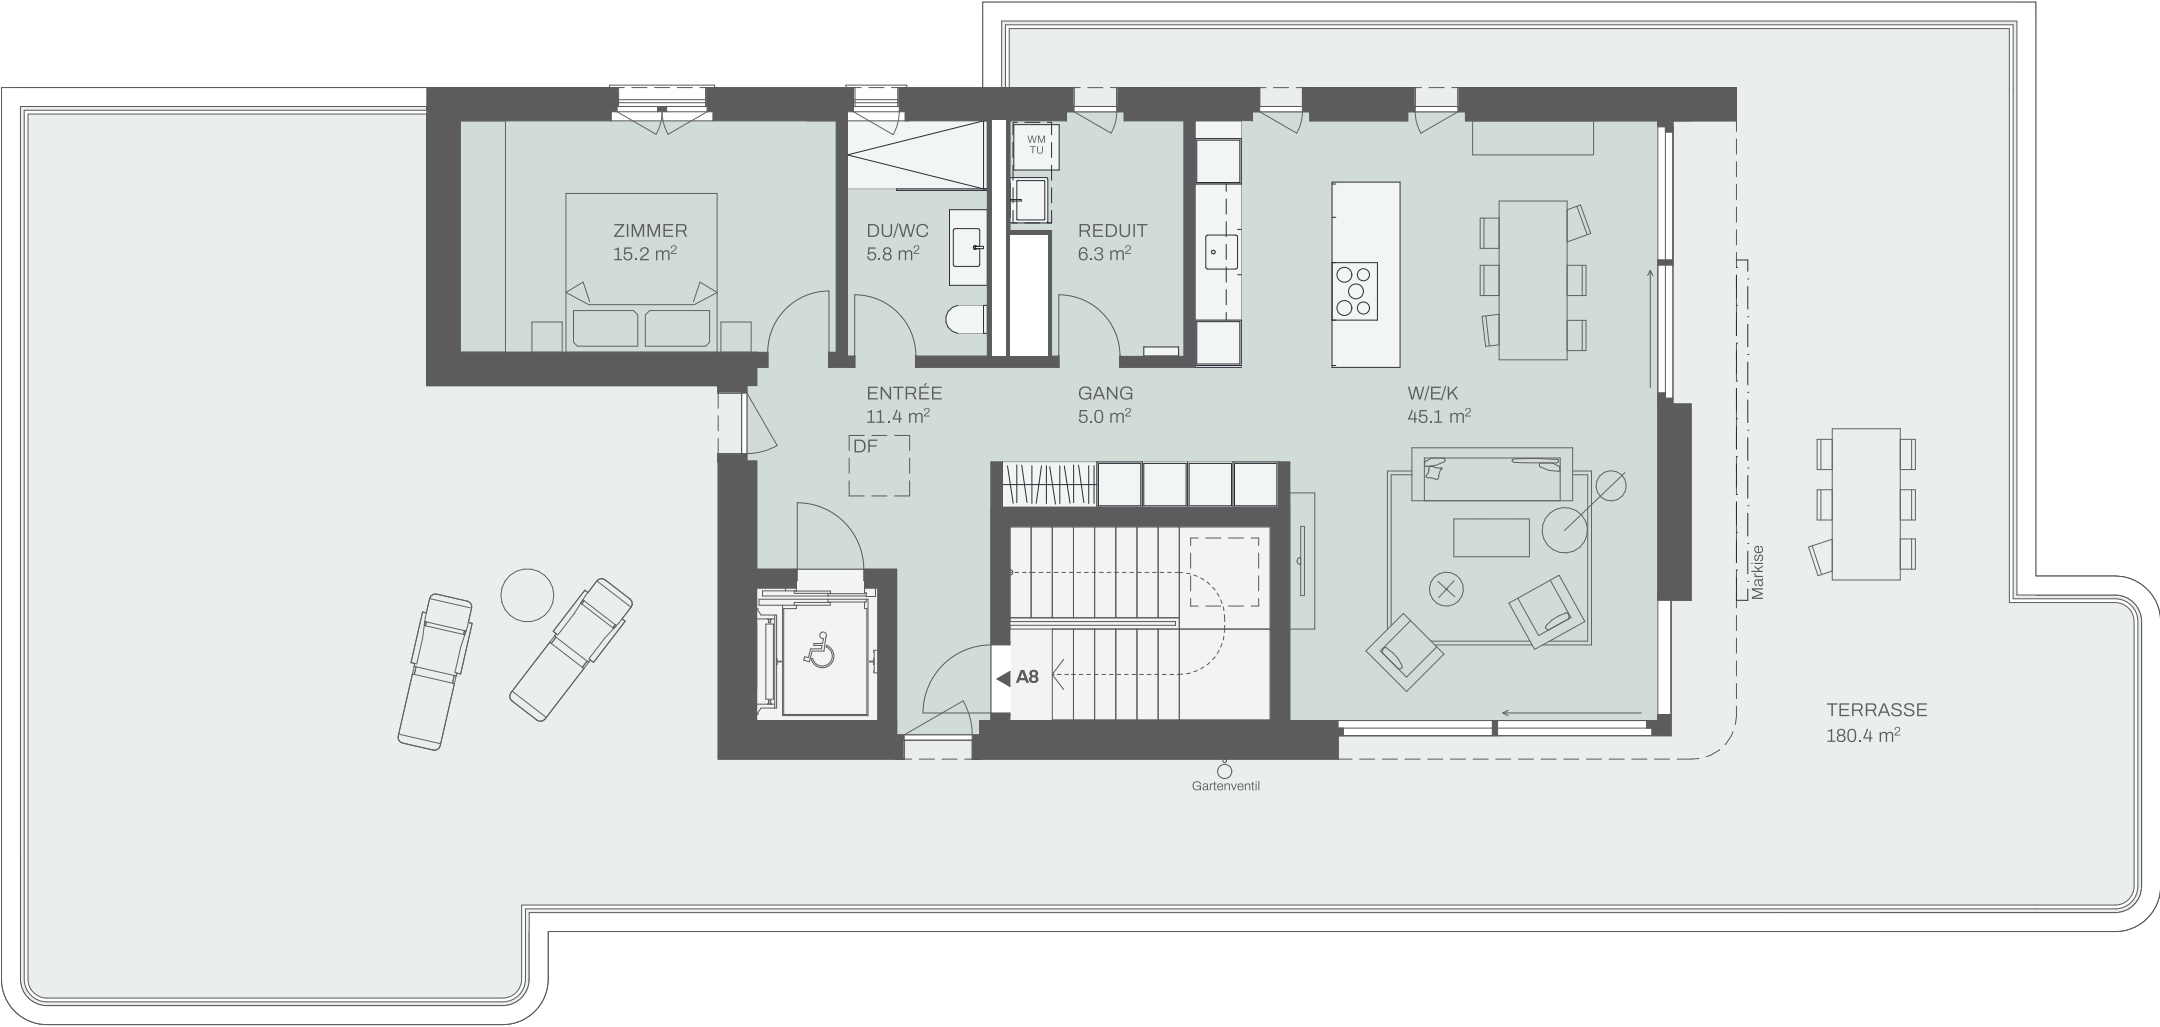 WM
TU
ZIMMER
15.2 m²
DU/WC
5.8 m²
REDUIT
6.3 m²
ENTRÉE
11.4 m²
DF
GANG
5.0 m²
W/E/K
45.1 m²
Markise
A8
TERRASSE
180.4 m²
Gartenventil